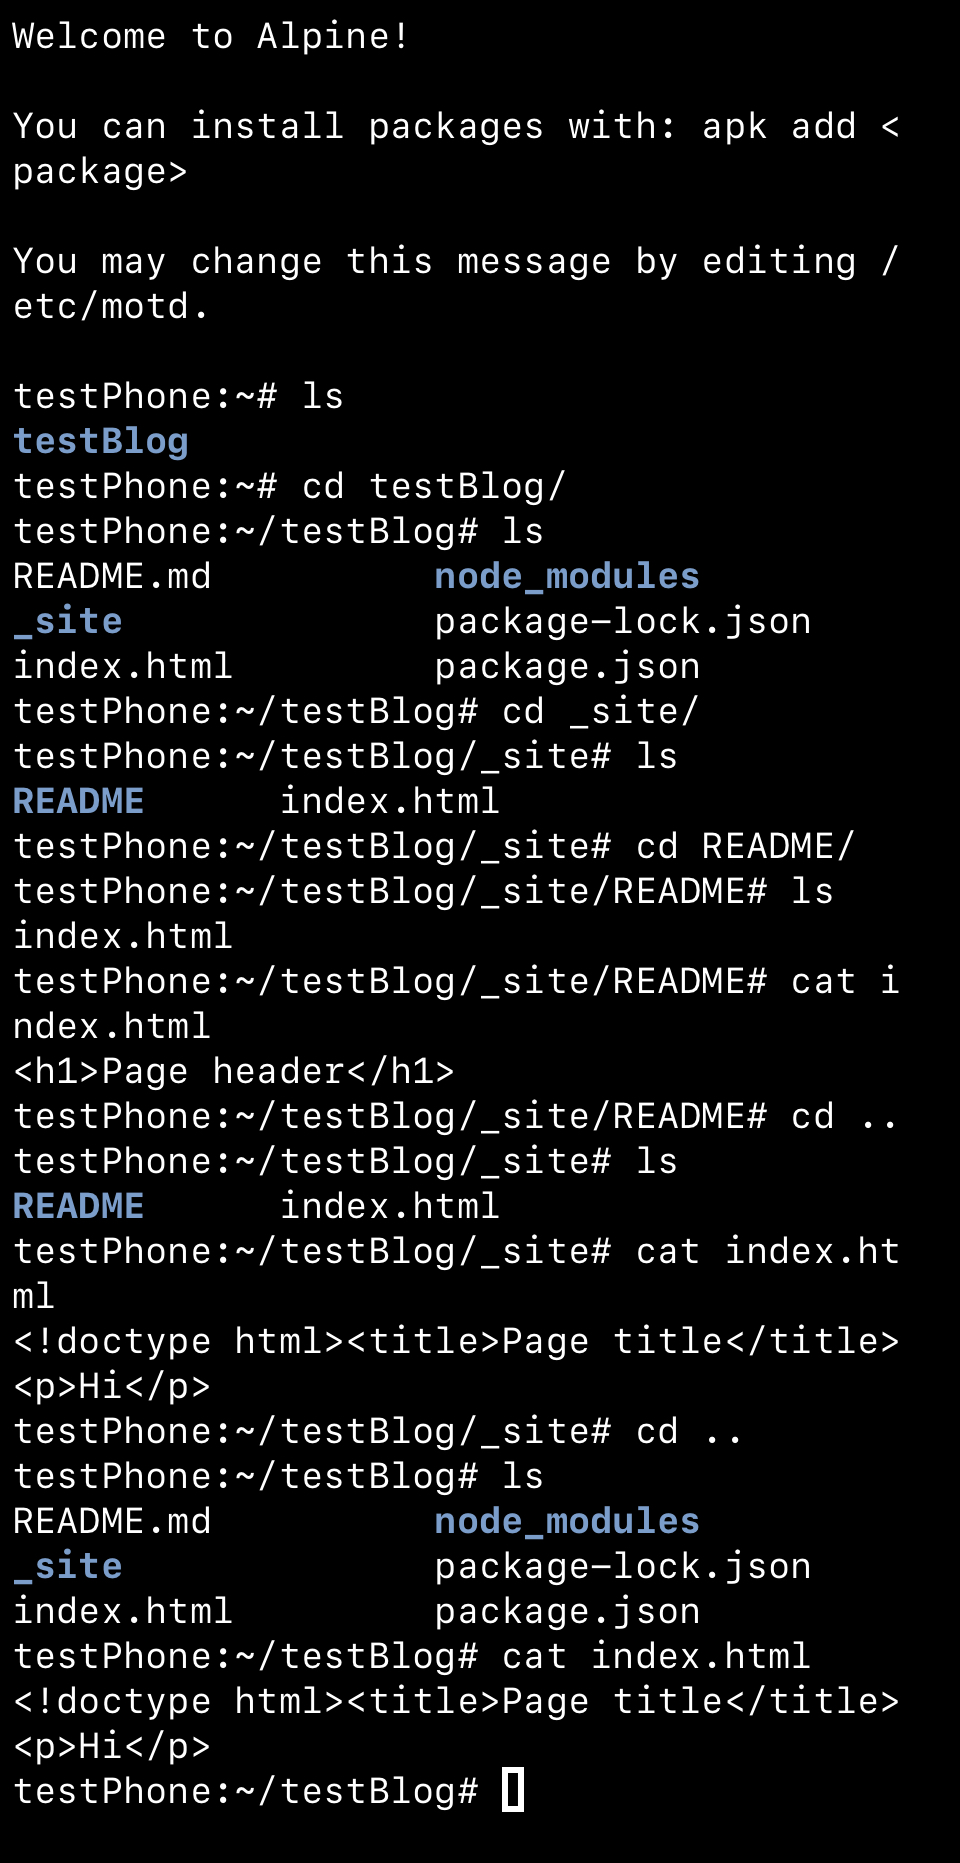 Welcome to Alpine!
You can install packages with: apk add <
package>
You may change this message by editing /
etc/motd.
testPhone:~# ls
testBlog
testPhone:~# cd testBlog/
testPhone:~/testBlog# ls
README.md          node_modules
_site              package-lock.json
index.html         package.json
testPhone:~/testBlog# cd _site/
testPhone:~/testBlog/_site# ls
README      index.html
testPhone:~/testBlog/_site# cd README/
testPhone:~/testBlog/_site/README# ls
index.html
testPhone:~/testBlog/_site/README# cat i
ndex.html
<h1>Page header</h1>
testPhone:~/testBlog/_site/README# cd ..
testPhone:~/testBlog/_site# ls
README      index.html
testPhone:~/testBlog/_site# cat index.ht
ml
<!doctype html><title>Page title</title>
<p>Hi</p>
testPhone:~/testBlog/_site# cd ..
testPhone:~/testBlog# ls
README.md          node_modules
_site              package-lock.json
index.html         package.json
testPhone:~/testBlog# cat index.html
<!doctype html><title>Page title</title>
<p>Hi</p>
testPhone:~/testBlog#